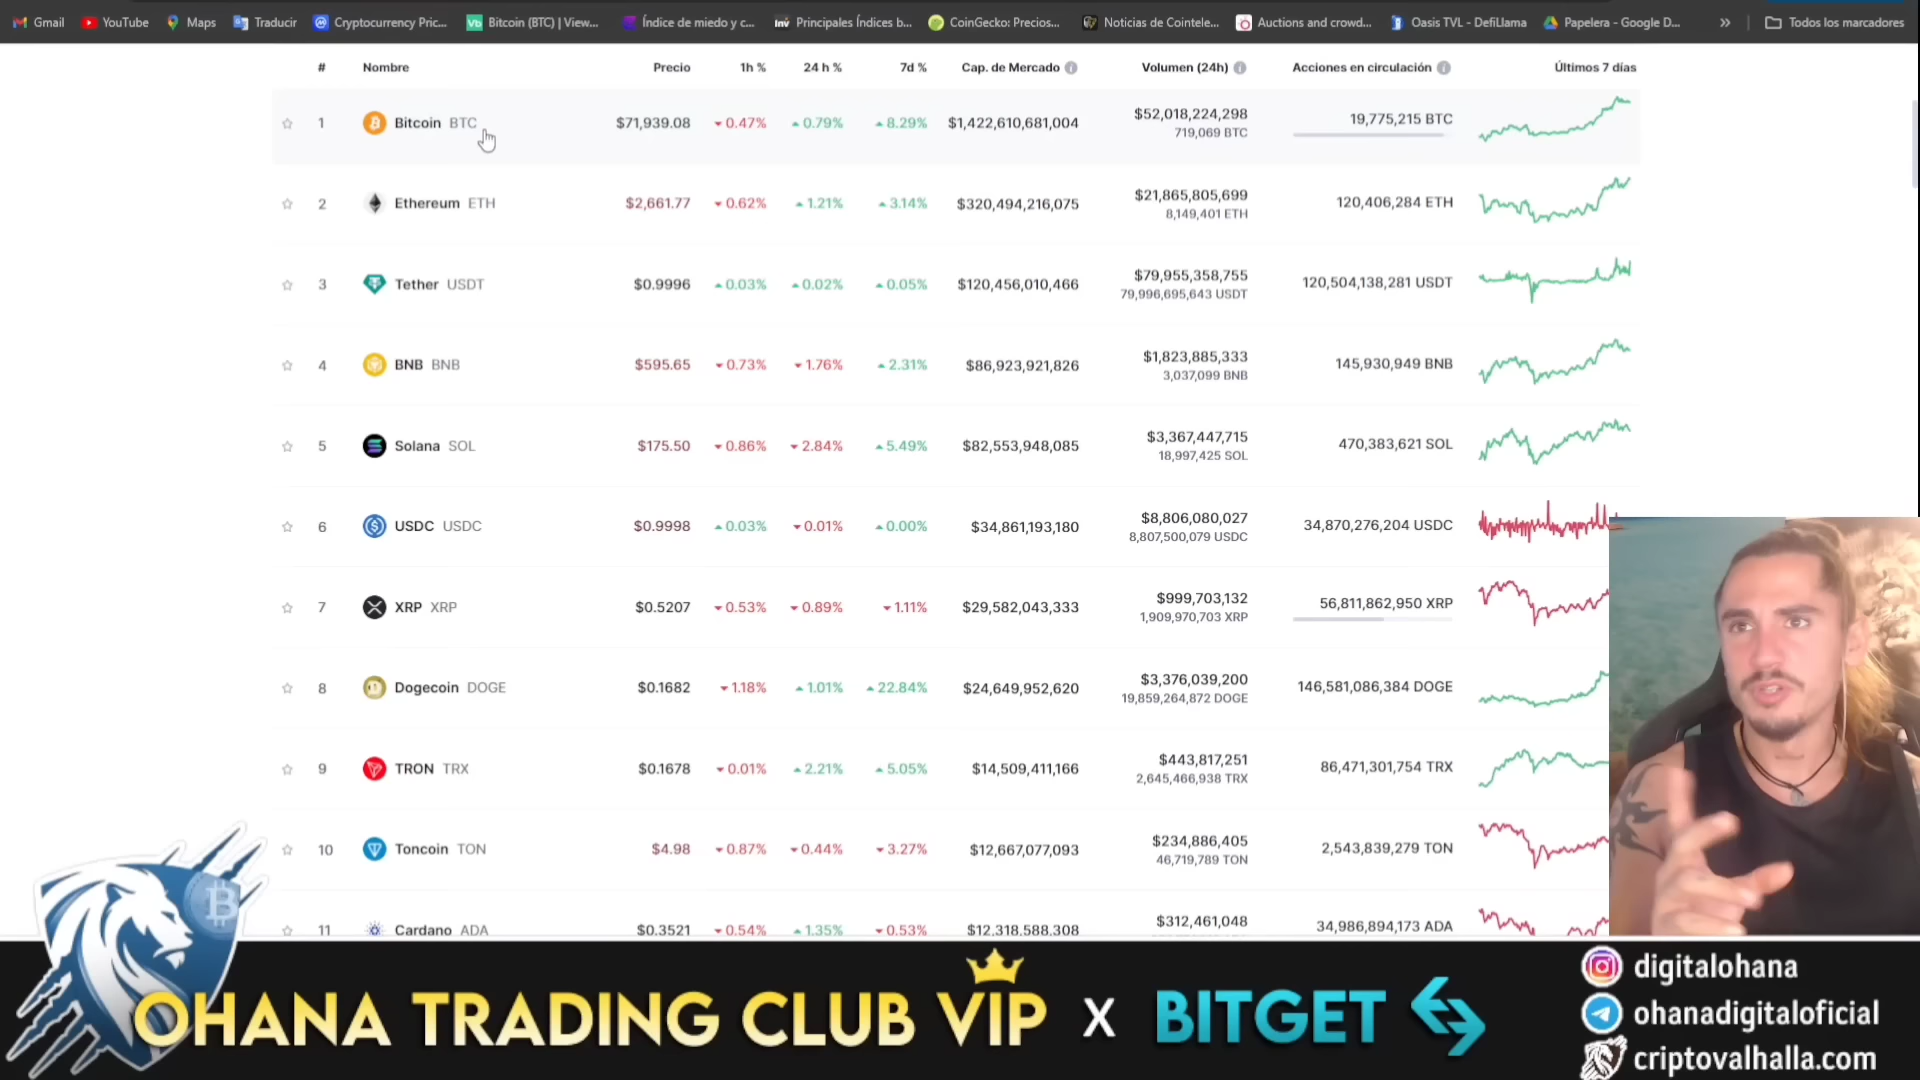 Gmail YouTube Maps Traducir Cryptocurrency Pric... Bitcoin (BTC) | View... Índice de miedo y c... Principales Índices b... CoinGecko: Precios... Noticias de Cointele... Auctions and crowd... Oasis TVL - DefiLlama Papelera - Google D... » Todos los marcadores
# Nombre Precio 1h % 24 h % 7d % Cap. de Mercado Volumen (24h) Acciones en circulación Últimos 7 días
1 Bitcoin BTC $71,939.08 0.47% 0.79% 8.29% $1,422,610,681,004 $52,018,224,298 19,775,215 BTC
719,069 BTC
2 Ethereum ETH $2,661.77 0.62% 1.21% 3.14% $320,494,216,075 $21,865,805,699 120,406,284 ETH
8,149,401 ETH
3 Tether USDT $0.9996 0.03% 0.02% 0.05% $120,456,010,466 $79,955,358,755 120,504,138,281 USDT
79,996,695,643 USDT
4 BNB BNB $595.65 0.73% 1.76% 2.31% $86,923,921,826 $1,823,885,333 145,930,949 BNB
3,037,099 BNB
5 Solana SOL $175.50 0.86% 2.84% 5.49% $82,553,948,085 $3,367,447,715 470,383,621 SOL
18,997,425 SOL
6 USDC USDC $0.9998 0.03% 0.01% 0.00% $34,861,193,180 $8,806,080,027 34,870,276,204 USDC
8,807,500,079 USDC
7 XRP XRP $0.5207 0.53% 0.89% 1.11% $29,582,043,333 $999,703,132 56,811,862,950 XRP
1,909,970,703 XRP
8 Dogecoin DOGE $0.1682 1.18% 1.01% 22.84% $24,649,952,620 $3,376,039,200 146,581,086,384 DOGE
19,859,264,872 DOGE
9 TRON TRX $0.1678 0.01% 2.21% 5.05% $14,509,411,166 $443,817,251 86,471,301,754 TRX
2,645,466,938 TRX
10 Toncoin TON $4.98 0.87% 0.44% 3.27% $12,667,077,093 $234,886,405 2,543,839,279 TON
46,719,789 TON
11 Cardano ADA $0.3521 0.54% 1.35% 0.53% $12,318,588,308 $312,461,048 34,986,894,173 ADA
OHANA TRADING CLUB VIP X BITGET
digitalohana
ohanadigitaloficial
criptovalhalla.com